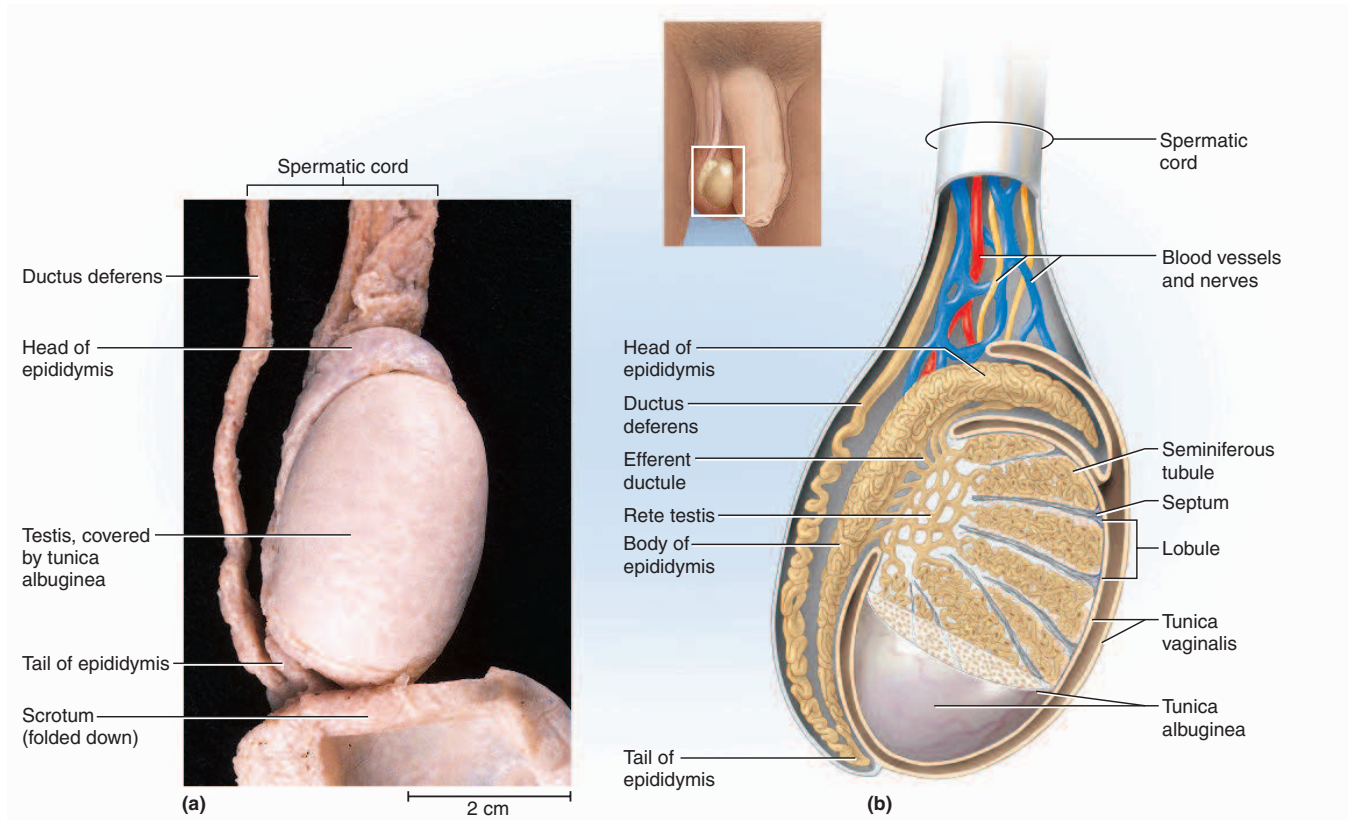 Spermatic cord
Ductus deferens
Head of
epididymis
Testis, covered
by tunica
albuginea
Tail of epididymis
Scrotum
(folded down)
(a)
2 cm
Spermatic
cord
Blood vessels
and nerves
Head of
epididymis
Ductus
deferens
Efferent
ductule
Rete testis
Body of
epididymis
Seminiferous
tubule
Septum
Lobule
Tunica
vaginalis
Tunica
albuginea
Tail of
epididymis
(b)